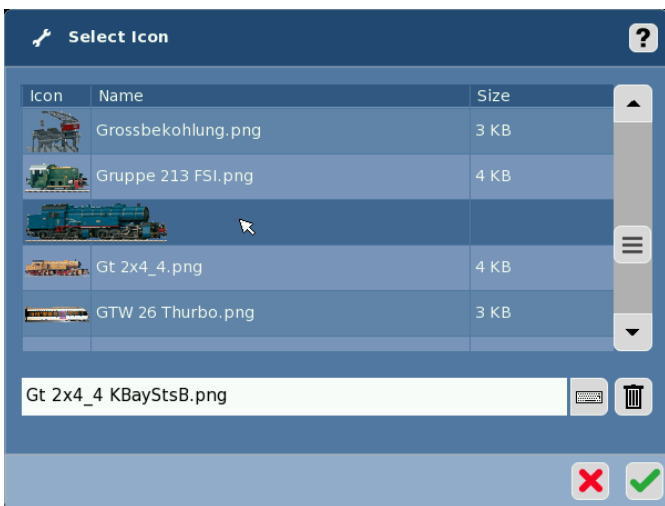 Select Icon
?
Icon Name Size
Grossbekohlung.png 3 KB
Gruppe 213 FSI.png 4 KB
Gt 2x4_4.png 4 KB
GTW 26 Thurbo.png 3 KB
Gt 2x4_4 KBayStsB.png